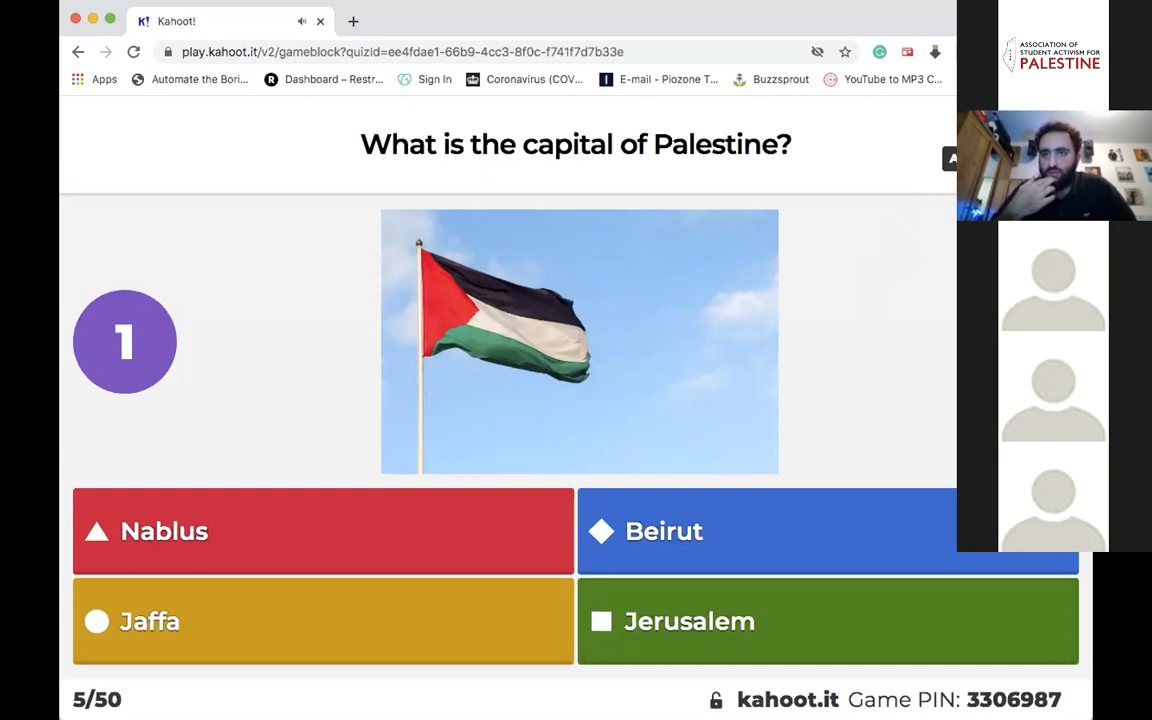 Kahoot!
play.kahoot.it/v2/gameblock?quizId=ee4fdae1-66b9-4cc3-8f0c-f741f7d7b33e
Apps Automate the Bori... Dashboard – Restr... Sign In Coronavirus (COV... E-mail - Piozone T... Buzzsprout YouTube to MP3 C...
ASSOCIATION OF
STUDENT ACTIVISM FOR
PALESTINE
What is the capital of Palestine?
A
1
Nablus
Beirut
Jaffa
Jerusalem
5/50
kahoot.it Game PIN: 3306987